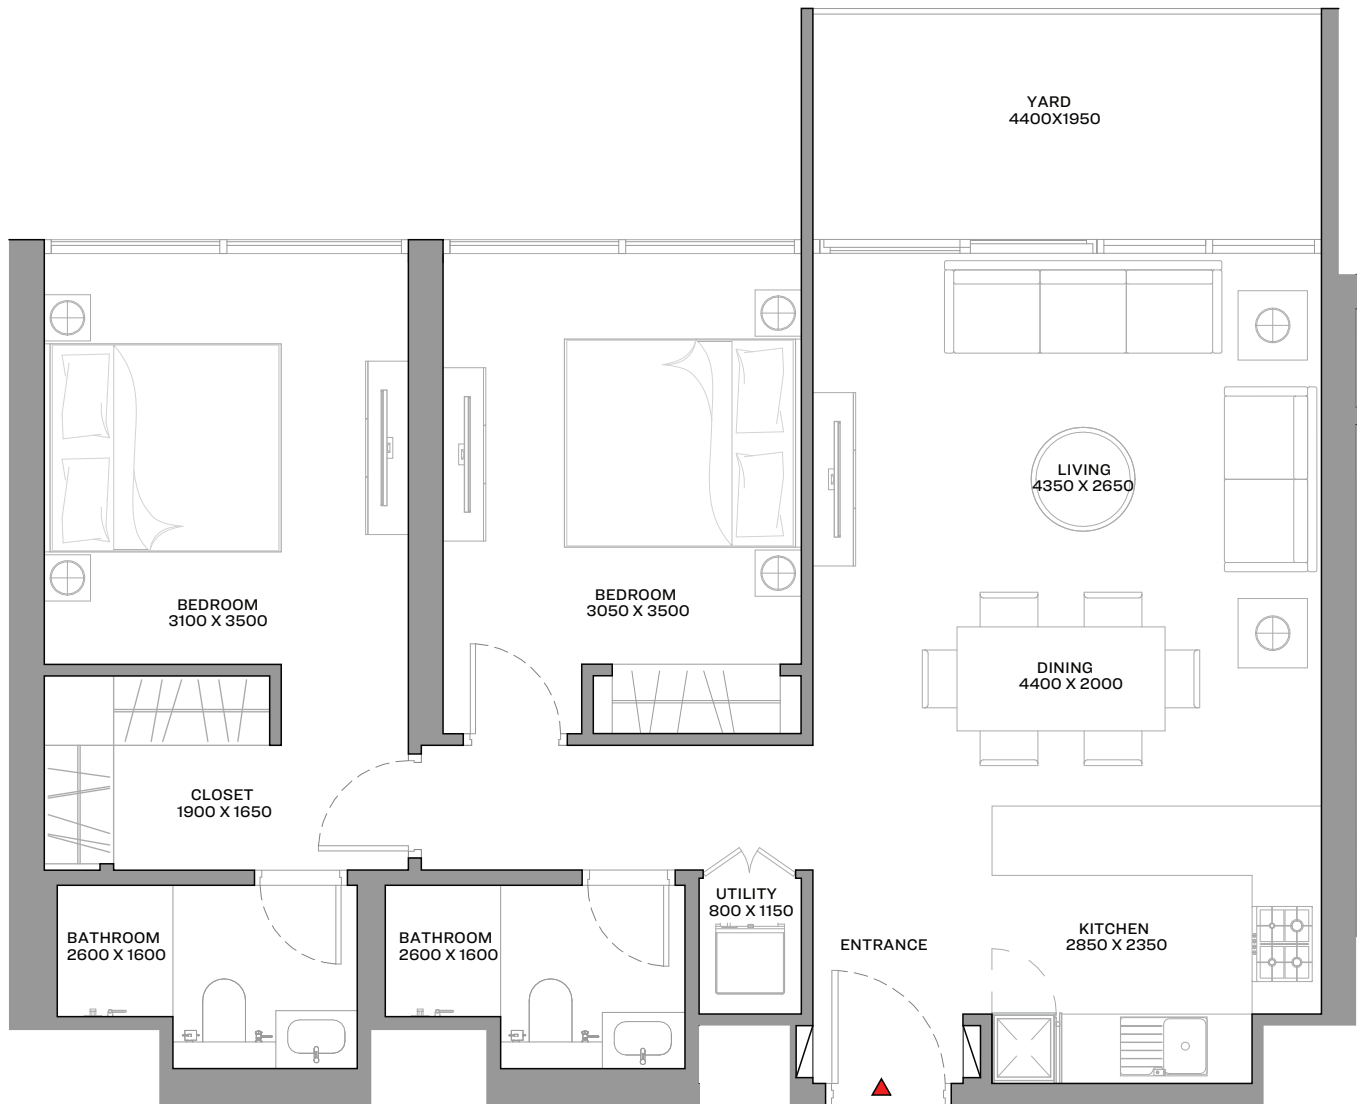 YARD
4400X1950
LIVING
4350 X 2650
BEDROOM
3100 X 3500
BEDROOM
3050 X 3500
DINING
4400 X 2000
CLOSET
1900 X 1650
UTILITY
800 X 1150
BATHROOM
2600 X 1600
BATHROOM
2600 X 1600
ENTRANCE
KITCHEN
2850 X 2350